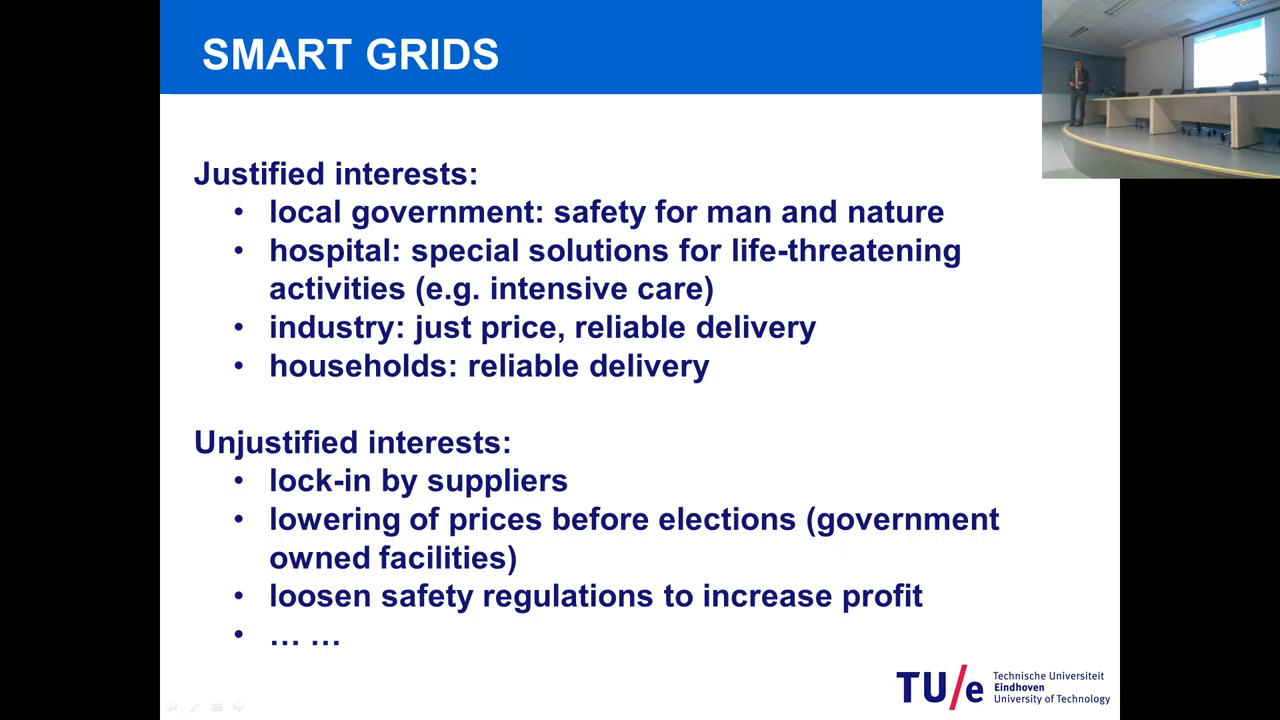 SMART GRIDS
Justified interests:
• local government: safety for man and nature
• hospital: special solutions for life-threatening
activities (e.g. intensive care)
• industry: just price, reliable delivery
• households: reliable delivery
Unjustified interests:
• lock-in by suppliers
• lowering of prices before elections (government
owned facilities)
• loosen safety regulations to increase profit
• … …
TU/e
Technische Universiteit
Eindhoven
University of Technology